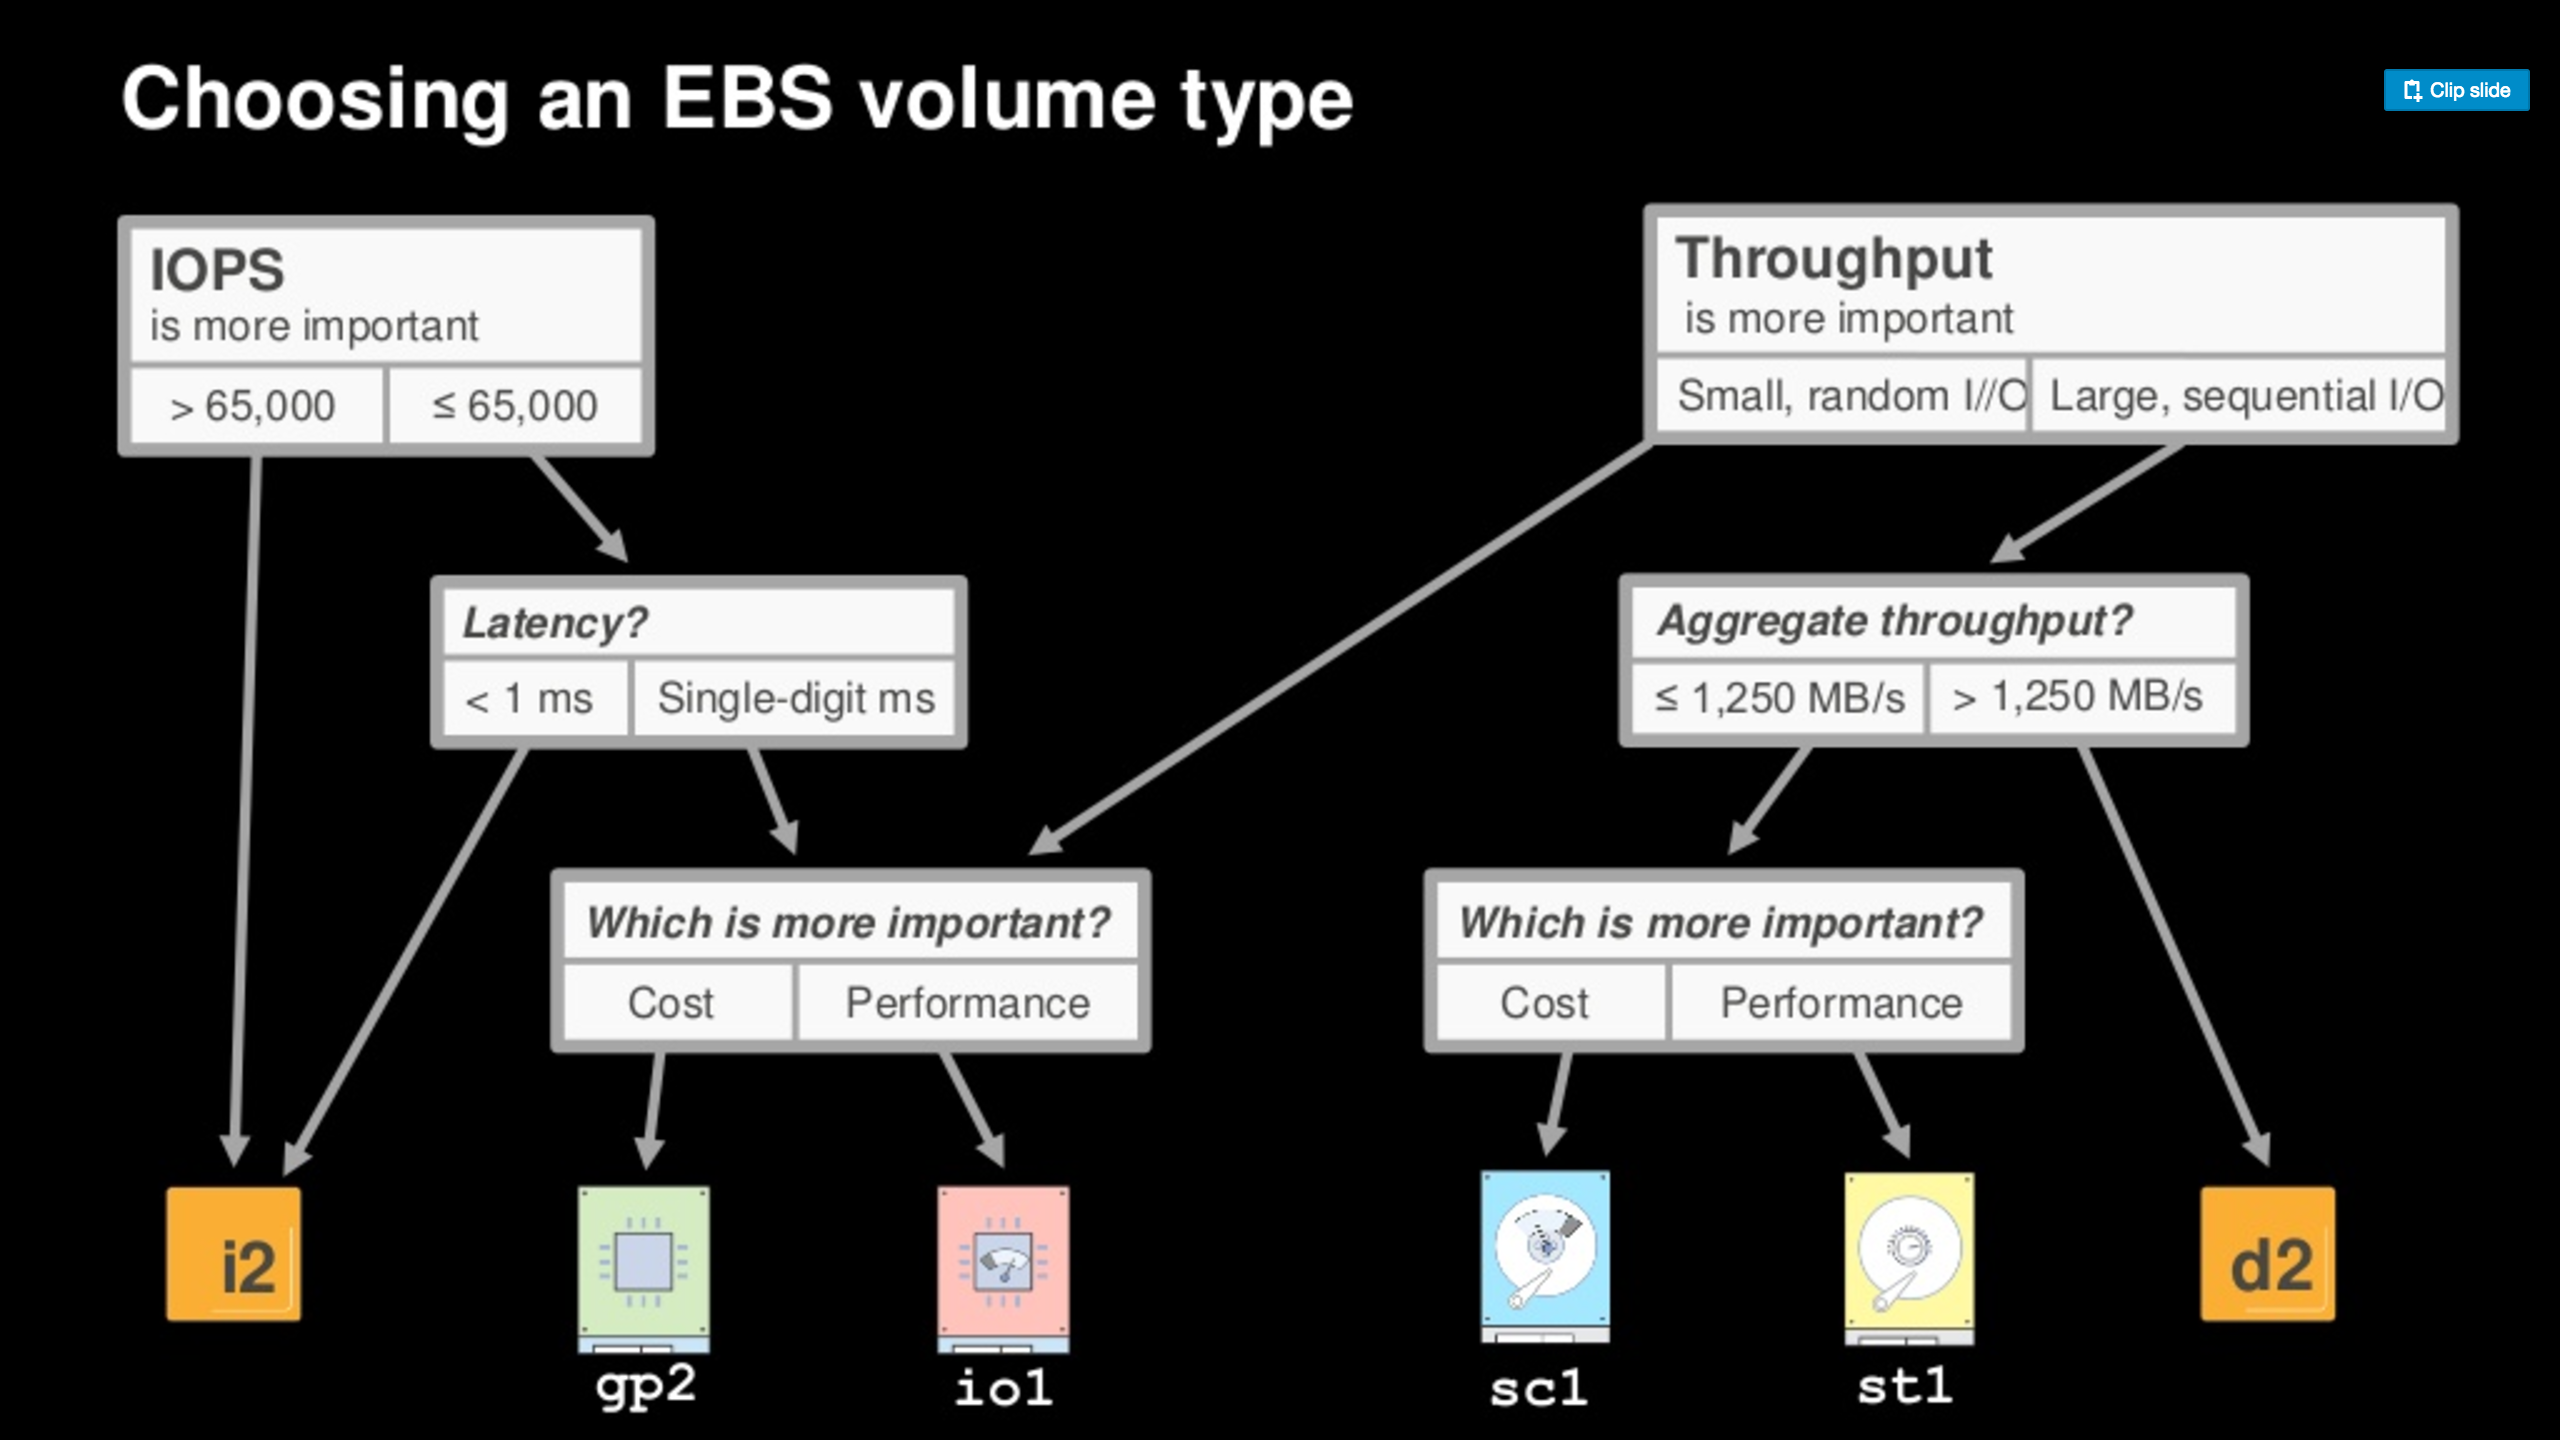 Choosing an EBS volume type
Clip slide
IOPS
is more important
> 65,000
≤ 65,000
Throughput
is more important
Small, random I//O
Large, sequential I/O
Latency?
< 1 ms
Single-digit ms
Aggregate throughput?
≤ 1,250 MB/s
> 1,250 MB/s
Which is more important?
Cost
Performance
Which is more important?
Cost
Performance
i2
gp2
io1
sc1
st1
d2